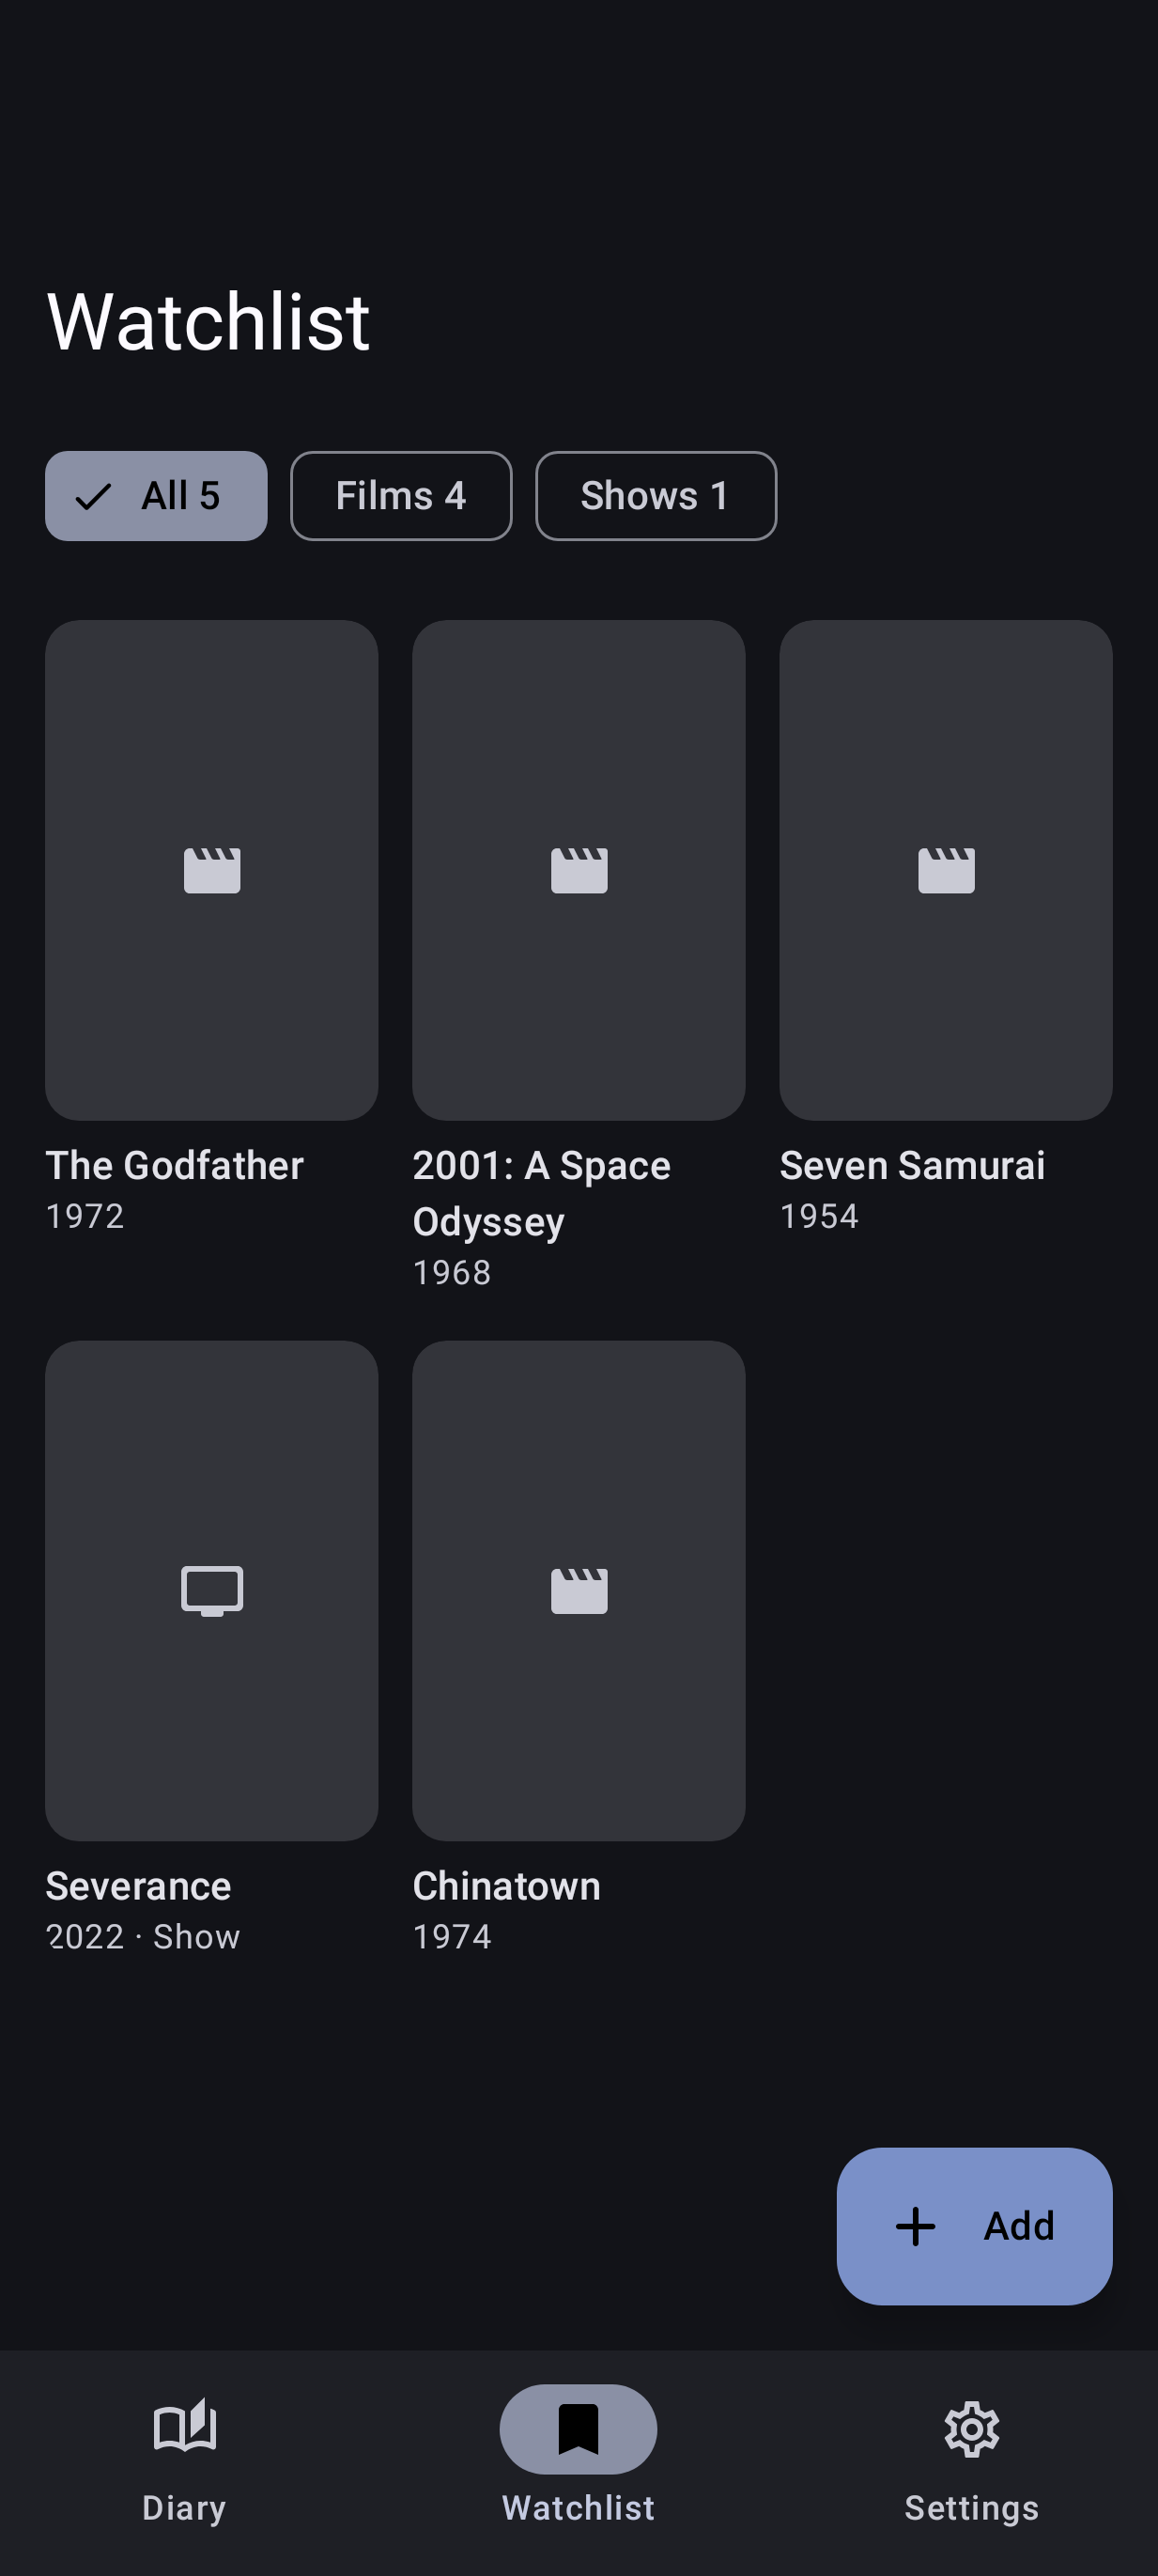 Watchlist
All 5
Films 4
Shows 1
The Godfather
1972
2001: A Space
Odyssey
1968
Seven Samurai
1954
Severance
2022 · Show
Chinatown
1974
Add
Diary
Watchlist
Settings